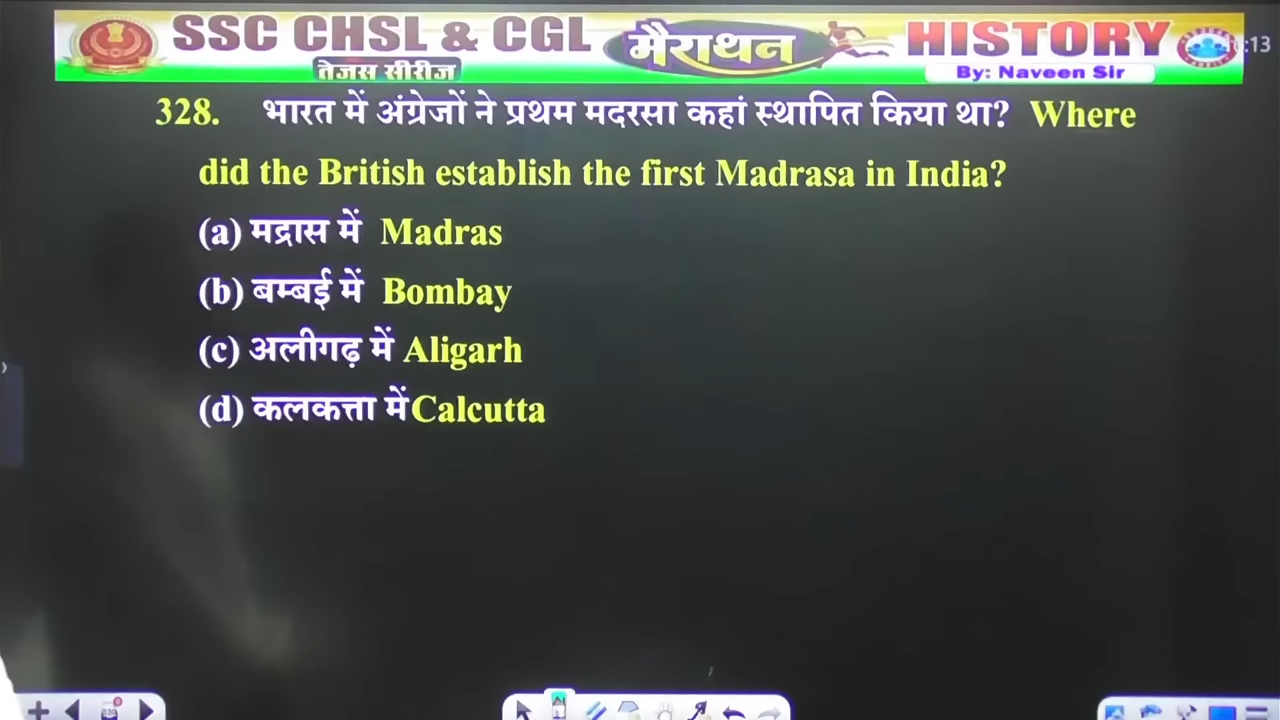 SSC CHSL & CGL मैराथन HISTORY
तेजस सीरीज By: Naveen Sir
:13
328. भारत में अंग्रेजों ने प्रथम मदरसा कहां स्थापित किया था? Where
did the British establish the first Madrasa in India?
(a) मद्रास में Madras
(b) बम्बई में Bombay
(c) अलीगढ़ में Aligarh
(d) कलकत्ता में Calcutta